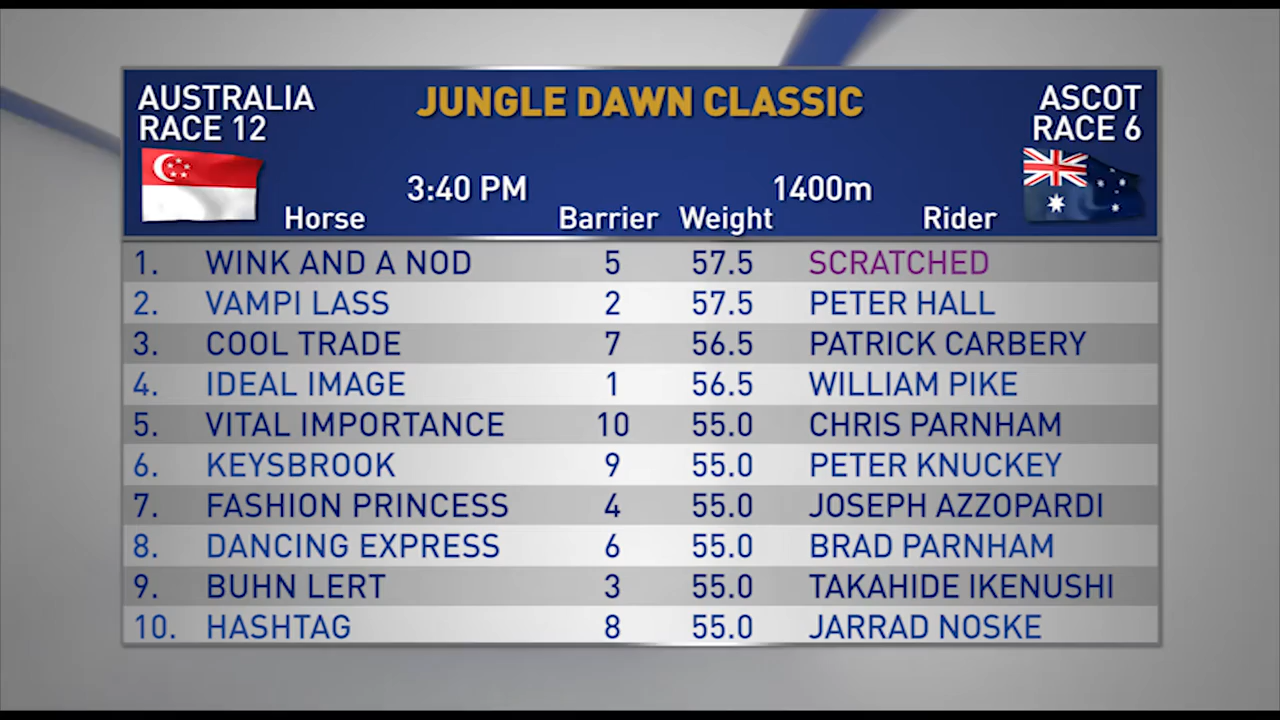 AUSTRALIA JUNGLE DAWN CLASSIC ASCOT
RACE 12 RACE 6
3:40 PM 1400m
Horse Barrier Weight Rider
1. WINK AND A NOD 5 57.5 SCRATCHED
2. VAMPI LASS 2 57.5 PETER HALL
3. COOL TRADE 7 56.5 PATRICK CARBERY
4. IDEAL IMAGE 1 56.5 WILLIAM PIKE
5. VITAL IMPORTANCE 10 55.0 CHRIS PARNHAM
6. KEYSBROOK 9 55.0 PETER KNUCKEY
7. FASHION PRINCESS 4 55.0 JOSEPH AZZOPARDI
8. DANCING EXPRESS 6 55.0 BRAD PARNHAM
9. BUHN LERT 3 55.0 TAKAHIDE IKENUSHI
10. HASHTAG 8 55.0 JARRAD NOSKE